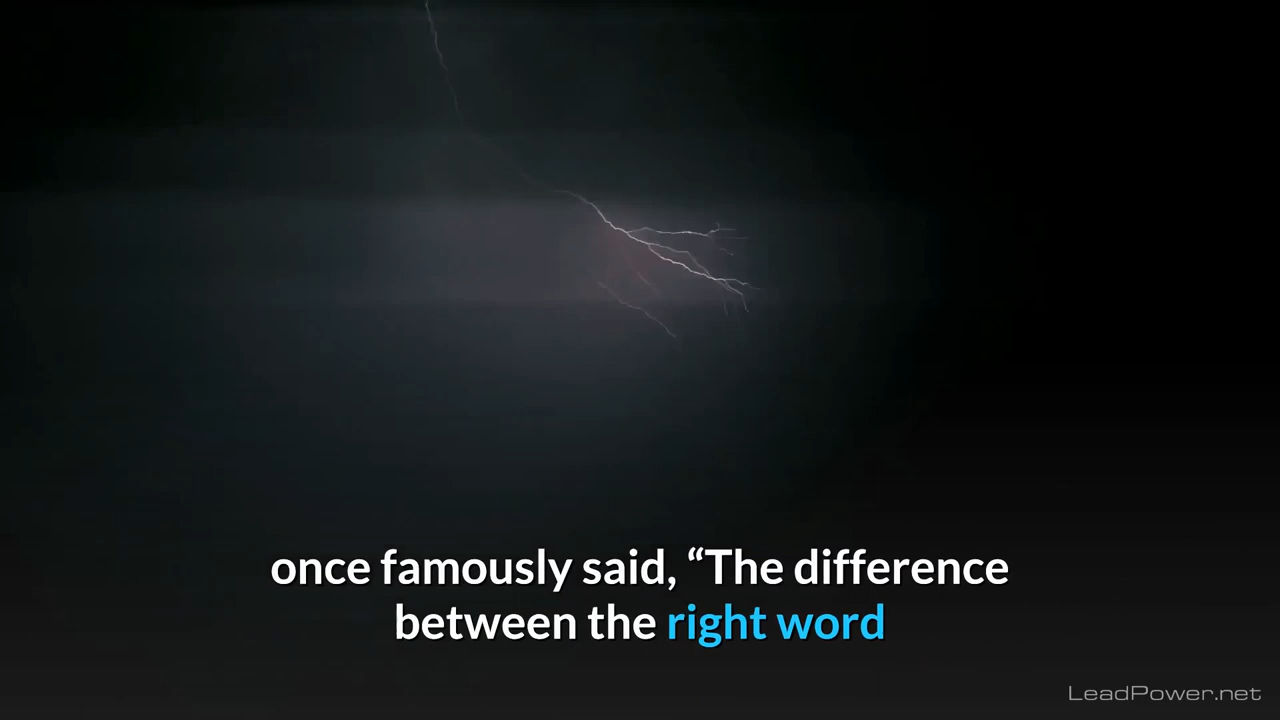 once famously said, “The difference
between the right word
LeadPower.net